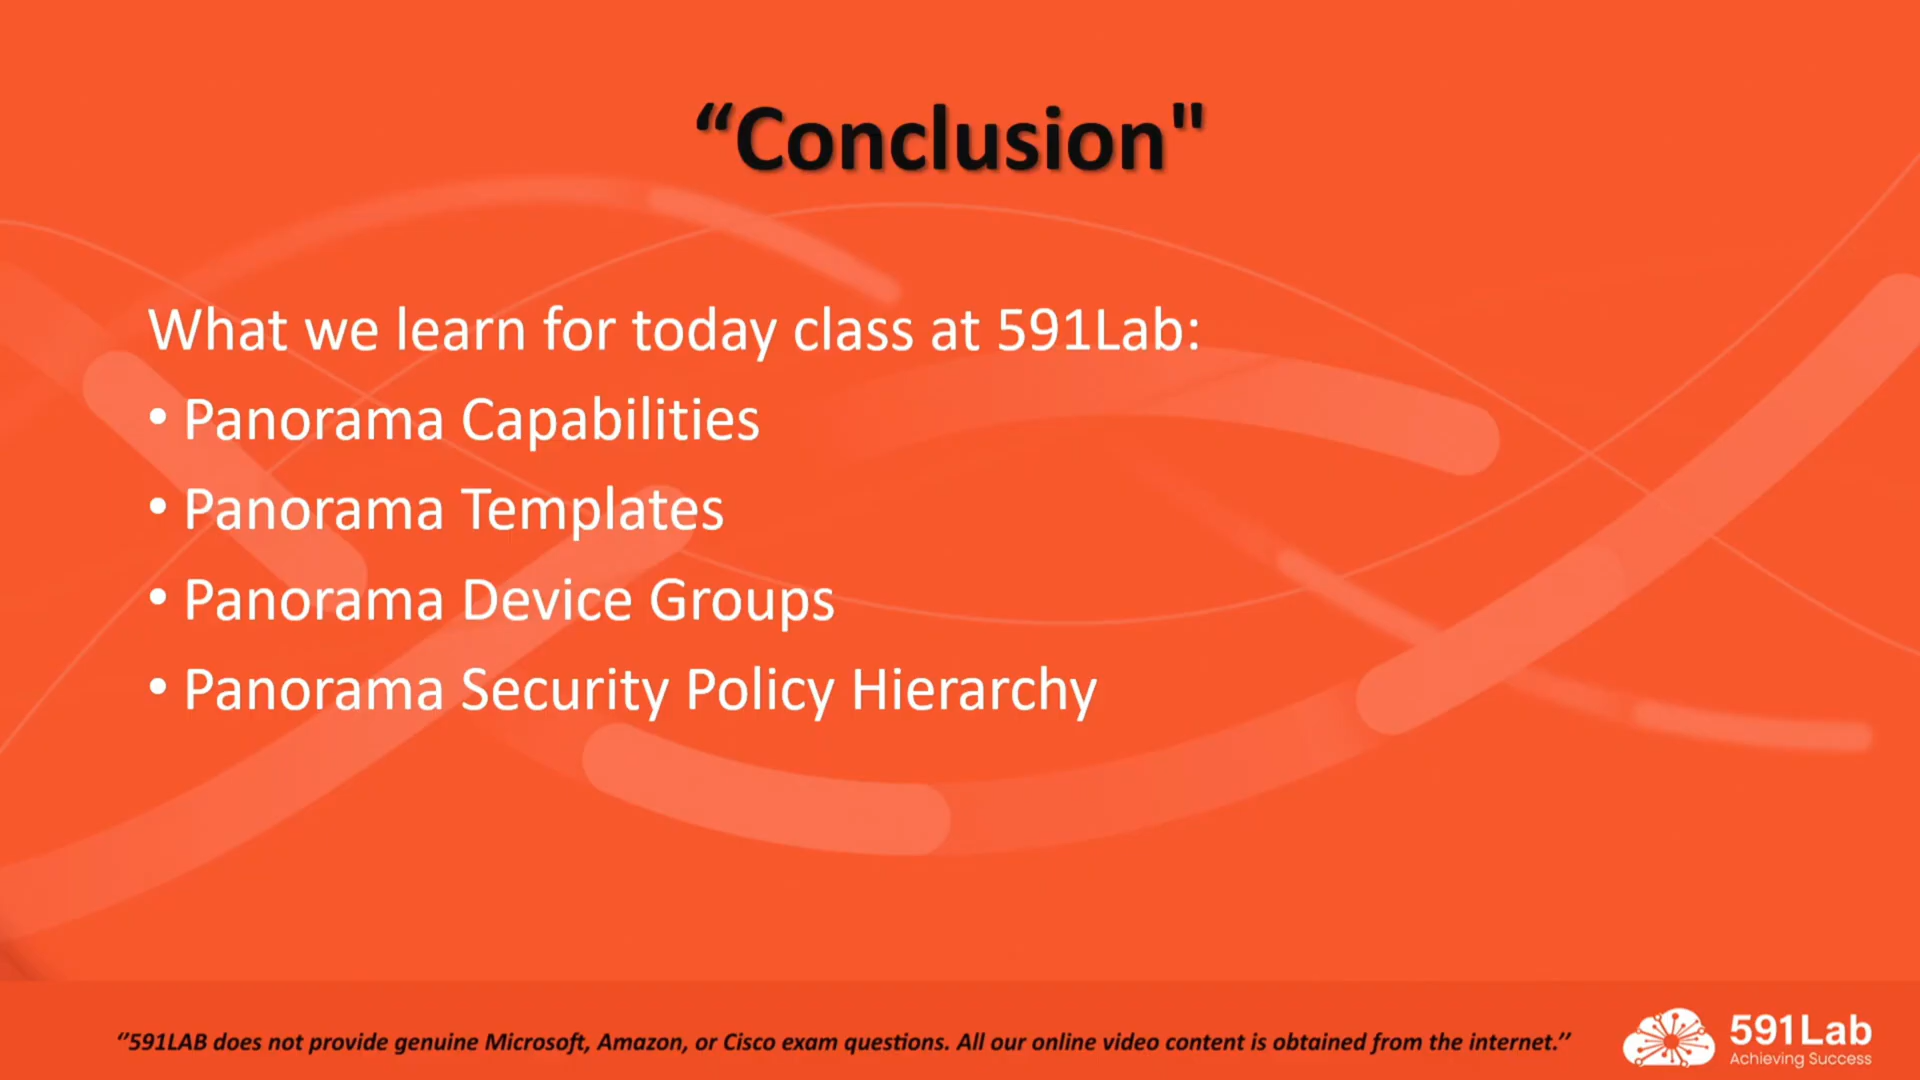 “Conclusion"
What we learn for today class at 591Lab:
• Panorama Capabilities
• Panorama Templates
• Panorama Device Groups
• Panorama Security Policy Hierarchy
“591LAB does not provide genuine Microsoft, Amazon, or Cisco exam questions. All our online video content is obtained from the internet.”
591Lab
Achieving Success